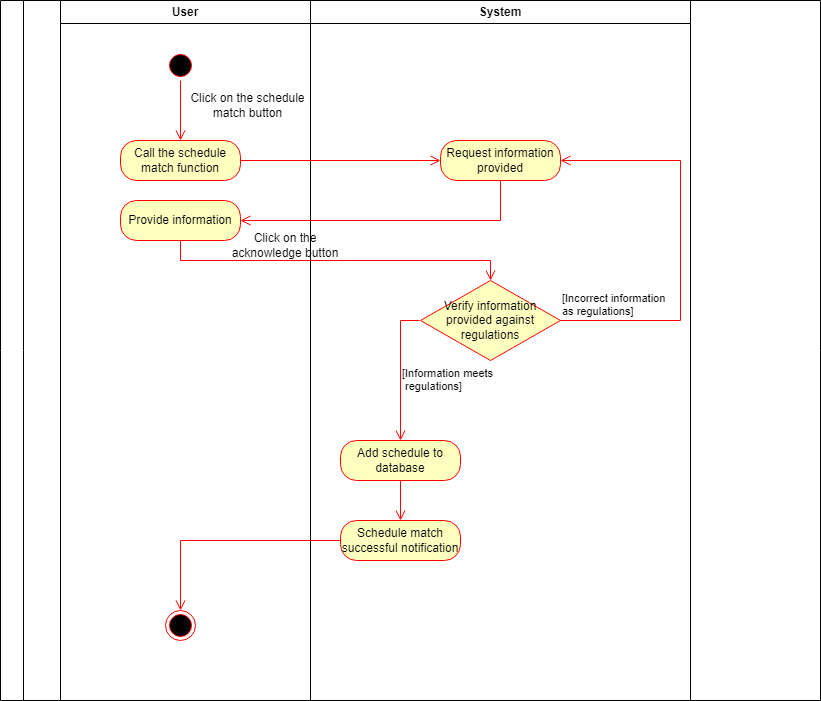 User
System
Click on the schedule
match button
Call the schedule
match function
Request information
provided
Provide information
Click on the
acknowledge button
Verify information
provided against
regulations
[Incorrect information
as regulations]
[Information meets
regulations]
Add schedule to
database
Schedule match
successful notification